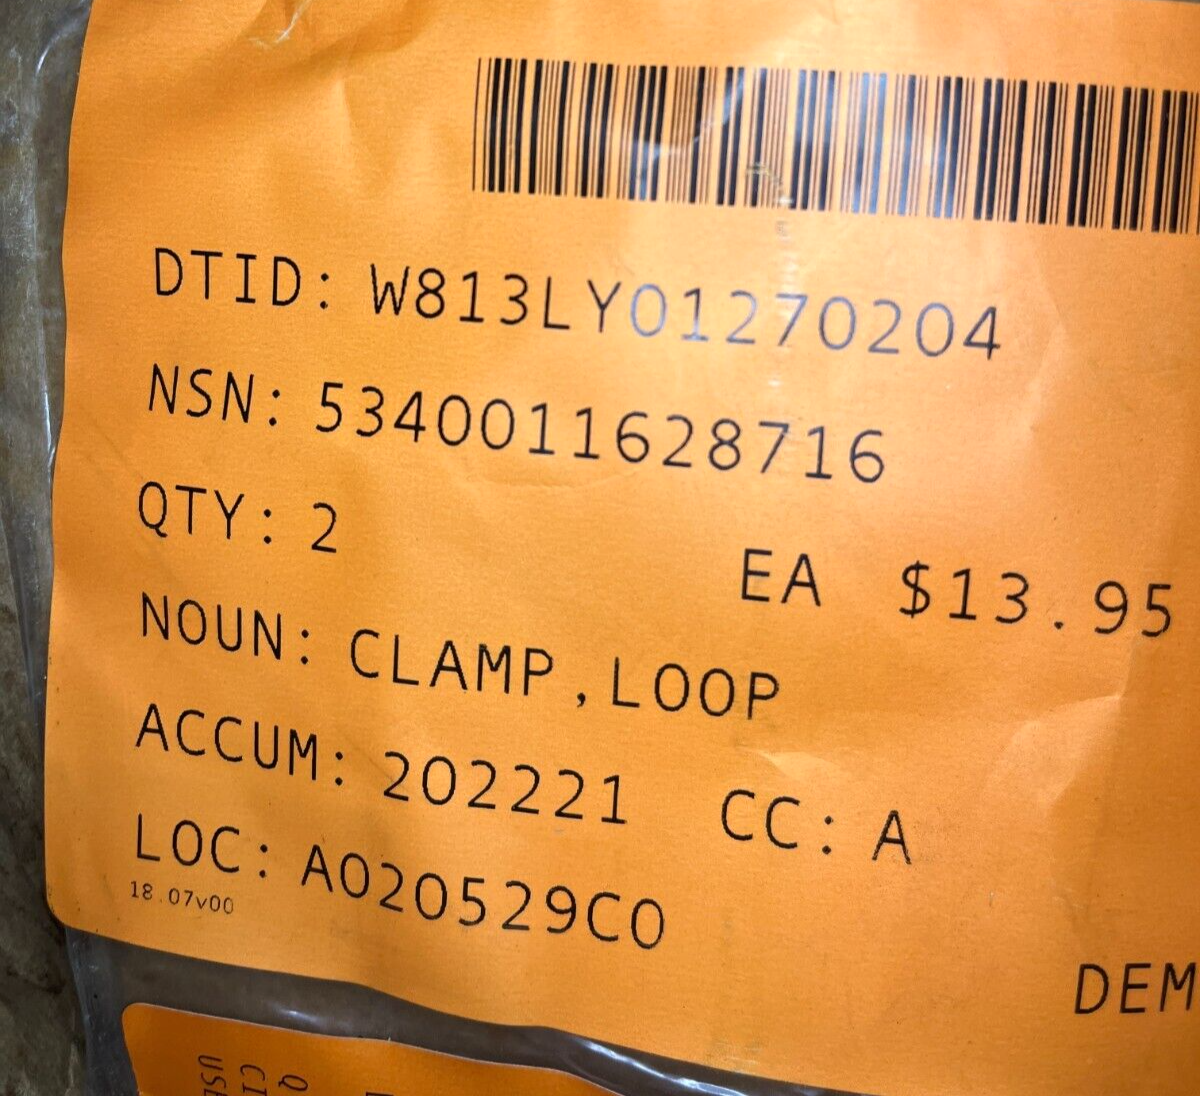 DTID: W813LY01270204
NSN: 5340011628716
QTY: 2 EA $13.95
NOUN: CLAMP,LOOP
ACCUM: 202221 CC: A
LOC: A020529C0
18.07v00
DEM